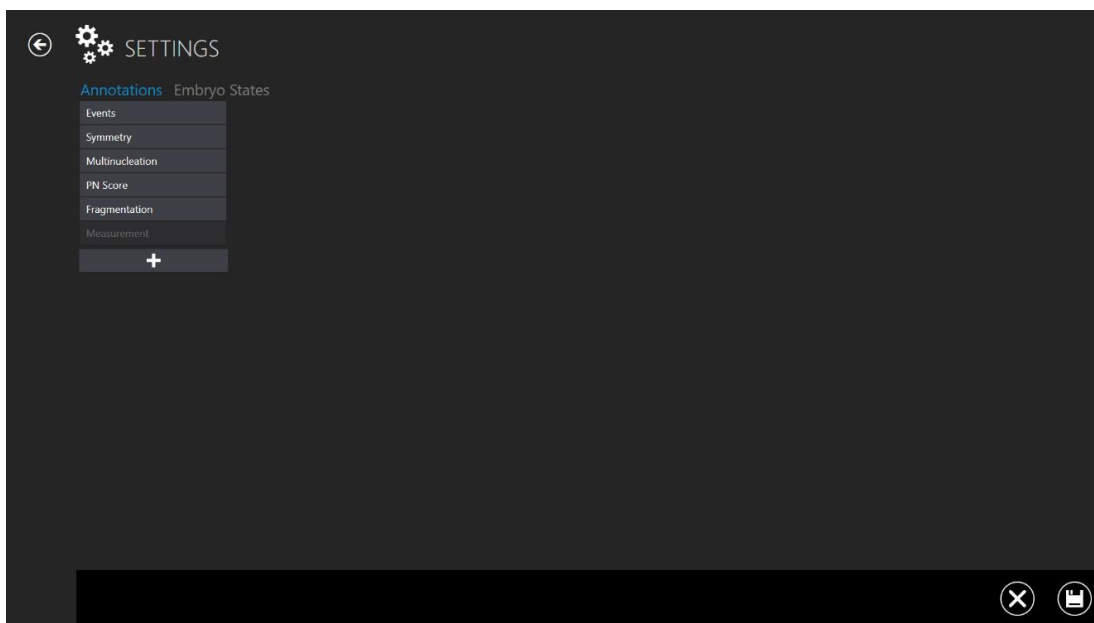 SETTINGS
Annotations Embryo States
Events
Symmetry
Multinucleation
PN Score
Fragmentation
Measurement